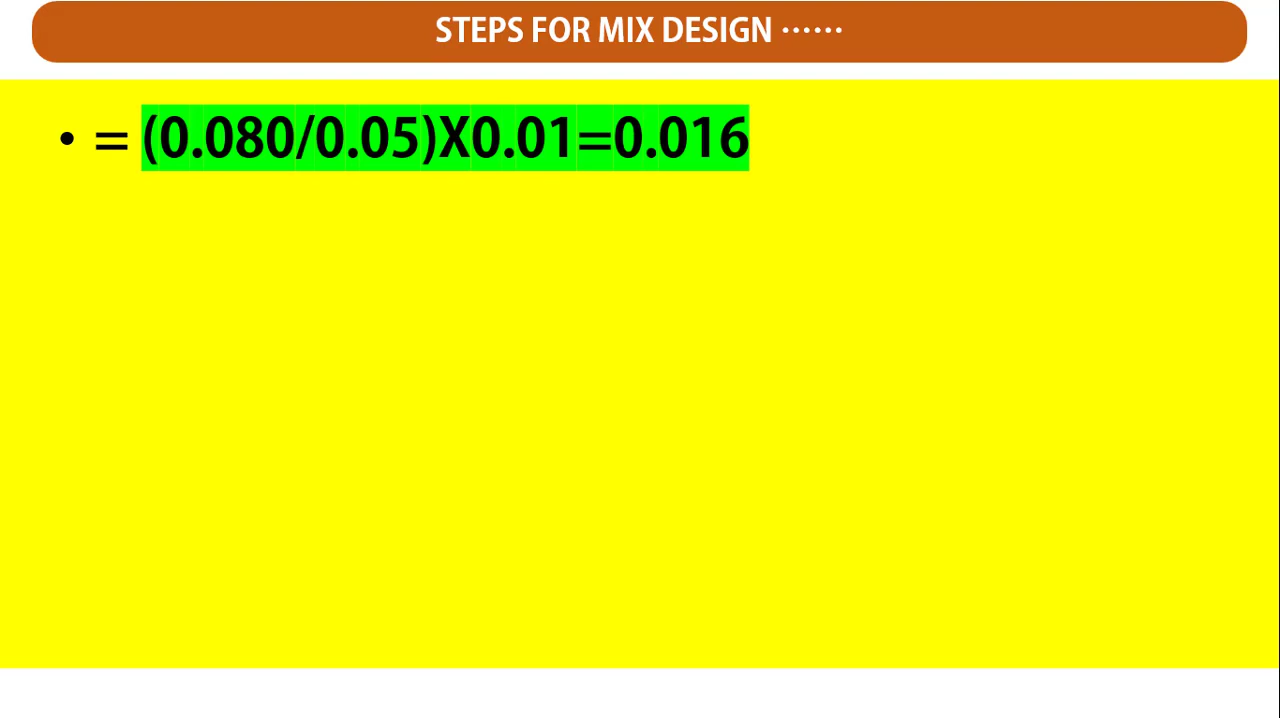 STEPS FOR MIX DESIGN ······
• = (0.080/0.05)X0.01=0.016